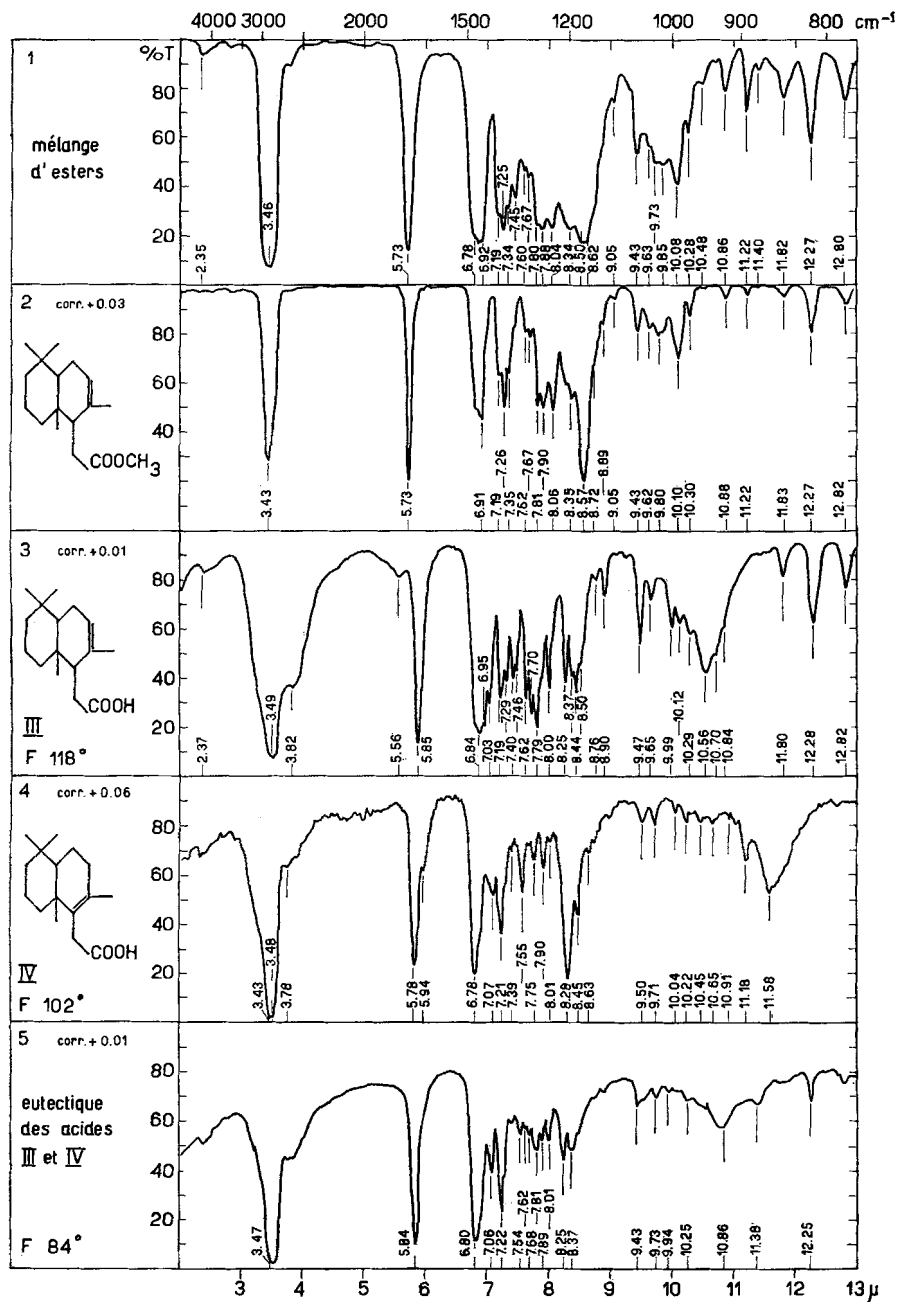 4000 3000 2000 1500 1200 1000 900 800 cm⁻¹
1 %T
80
60
40
20
mélange
d'esters
2.35 3.46 5.73 6.78 6.92 7.19 7.25 7.34 7.45 7.60 7.67 7.80 7.88 8.04 8.34 8.50 8.62 9.05 9.43 9.63 9.73 9.85 10.08 10.28 10.48 10.86 11.22 11.40 11.82 12.27 12.80
2 corr. + 0.03
80
60
40
COOCH3
3.43 5.73 6.91 7.19 7.26 7.35 7.52 7.67 7.81 7.90 8.06 8.35 8.57 8.72 8.89 9.05 9.43 9.62 9.80 10.10 10.30 10.88 11.22 11.83 12.27 12.82
3 corr. + 0.01
80
60
40
20
COOH
III
F 118°
2.37 3.49 3.82 5.56 5.85 6.84 6.95 7.03 7.19 7.29 7.40 7.46 7.62 7.70 7.79 8.00 8.25 8.37 8.44 8.50 8.76 8.90 9.47 9.65 9.99 10.12 10.29 10.56 10.70 10.84 11.80 12.28 12.82
4 corr. + 0.06
80
60
40
20
COOH
IV
F 102°
3.43 3.48 3.78 5.78 5.94 6.78 7.07 7.21 7.39 7.55 7.75 7.90 8.01 8.28 8.45 8.63 9.50 9.71 10.04 10.22 10.45 10.65 10.91 11.18 11.58
5 corr. + 0.01
80
60
40
20
eutectique
des acides
III et IV
F 84°
3.47 5.84 6.80 7.06 7.22 7.54 7.62 7.68 7.81 7.89 8.01 8.25 8.37 9.43 9.73 9.94 10.25 10.86 11.38 12.25
3 4 5 6 7 8 9 10 11 12 13 μ